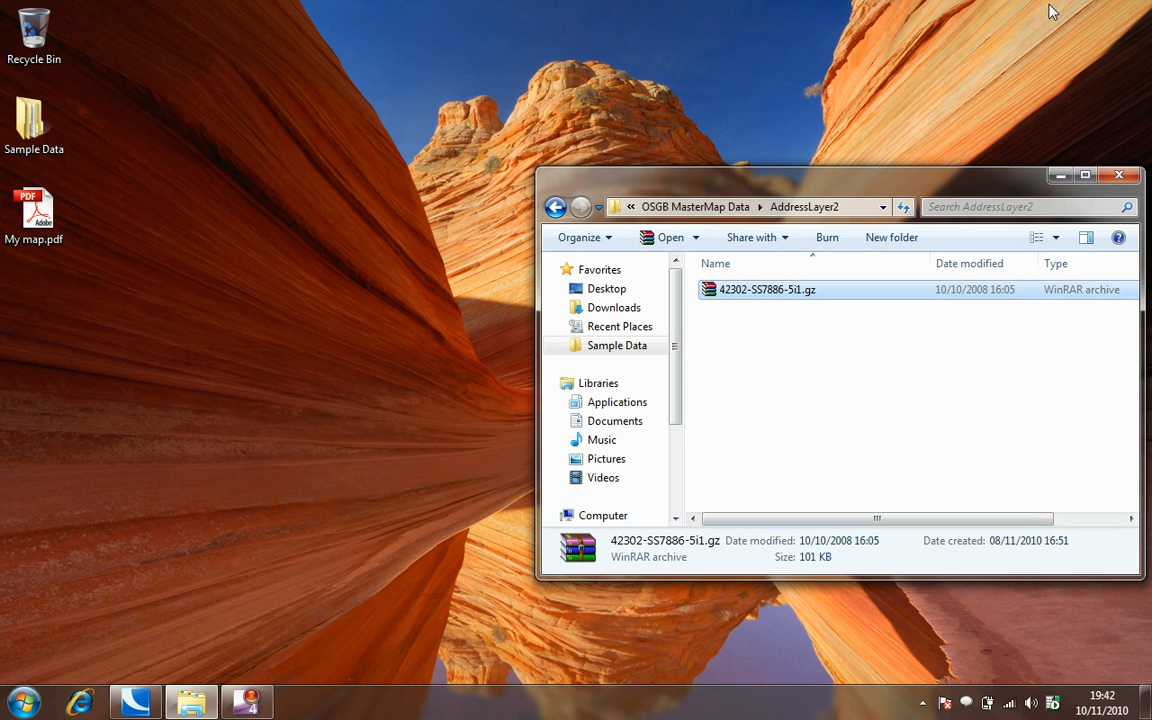 Recycle Bin
Sample Data
PDF
Adobe
My map.pdf
« OSGB MasterMap Data AddressLayer2
Search AddressLayer2
Organize Open Share with Burn New folder
Favorites
Desktop
Downloads
Recent Places
Sample Data
Libraries
Applications
Documents
Music
Pictures
Videos
Computer
Name Date modified Type
42302-SS7886-5i1.gz 10/10/2008 16:05 WinRAR archive
42302-SS7886-5i1.gz Date modified: 10/10/2008 16:05 Date created: 08/11/2010 16:51
WinRAR archive Size: 101 KB
4
19:42
10/11/2010